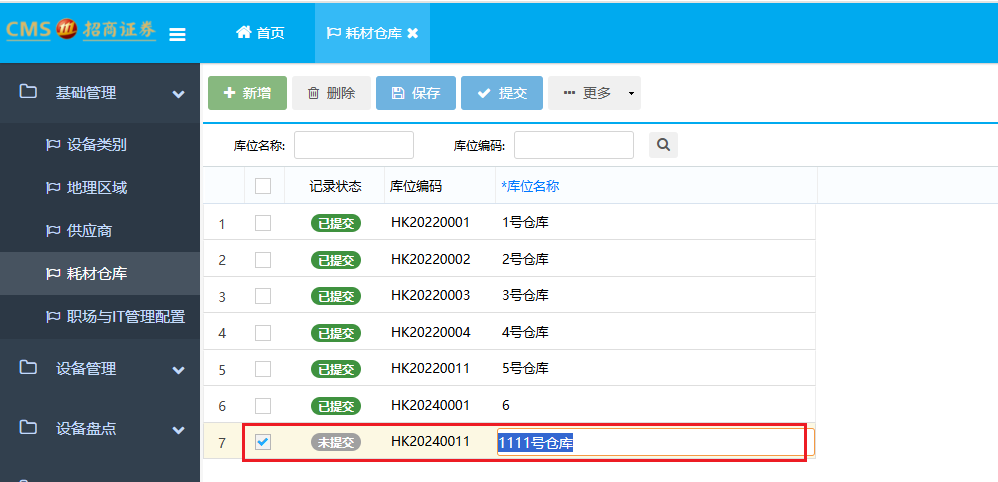 CMS 招商证券
首页
耗材仓库
基础管理
设备类别
地理区域
供应商
耗材仓库
职场与IT管理配置
设备管理
设备盘点
新增 删除 保存 提交 更多
库位名称: 库位编码:
记录状态 库位编码 *库位名称
1 已提交 HK20220001 1号仓库
2 已提交 HK20220002 2号仓库
3 已提交 HK20220003 3号仓库
4 已提交 HK20220004 4号仓库
5 已提交 HK20220011 5号仓库
6 已提交 HK20240001 6
7 未提交 HK20240011 1111号仓库